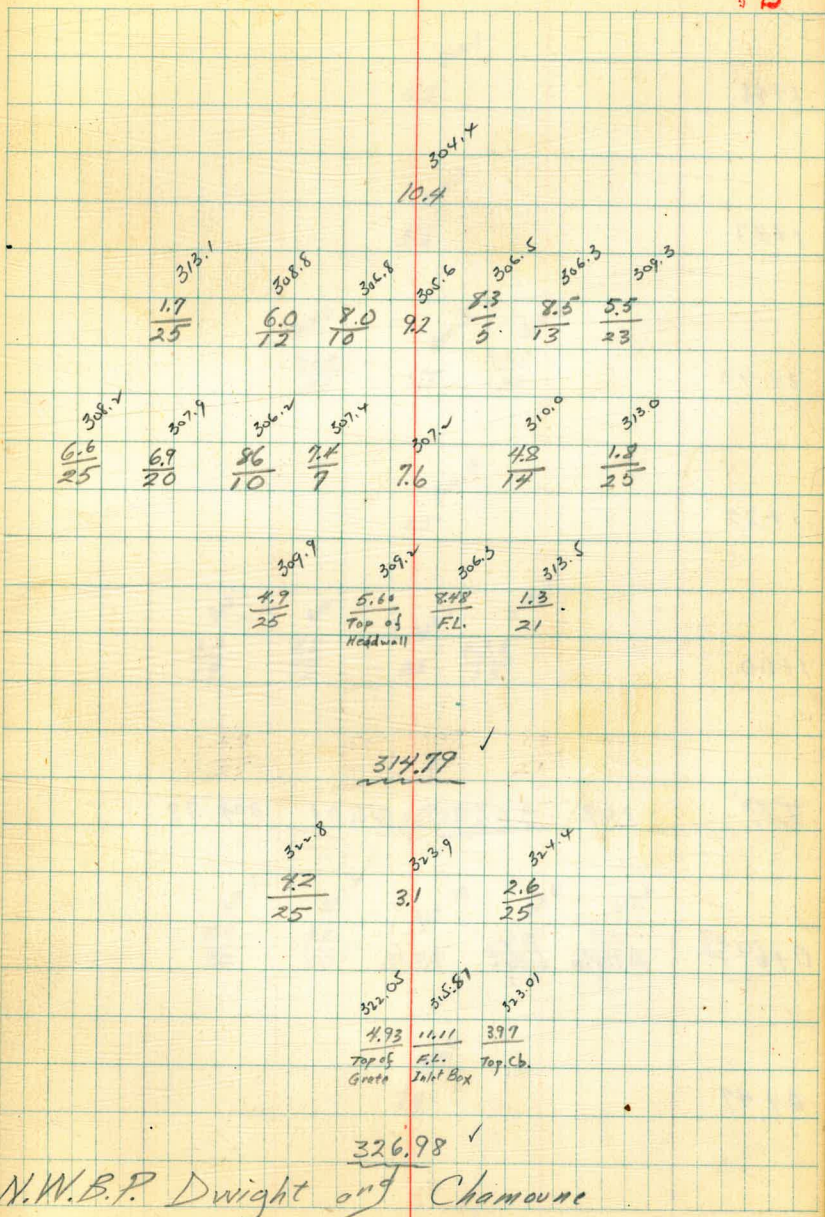 304.4
10.4
313.1 308.8 306.8 305.6 306.5 306.3 309.3
1.7 6.0 8.0 9.2 8.3 8.5 5.5
25 12 10 5 13 23
308.2 307.9 306.2 307.4 307.2 310.0 313.0
6.6 6.9 86 7.4 7.6 4.8 1.8
25 20 10 7 14 25
309.9 309.2 306.3 313.5
4.9 5.60 8.48 1.3
25 Top of F.L. 21
Headwall
314.79 ✓
322.8 323.9 324.4
4.2 3.1 2.6
25 25
322.05 315.87 323.01
4.93 11.11 397
Top of F.L. Top. Cb.
Grate Inlet Box
326.98 ✓
N.W.B.P. Dwight and Chamoune